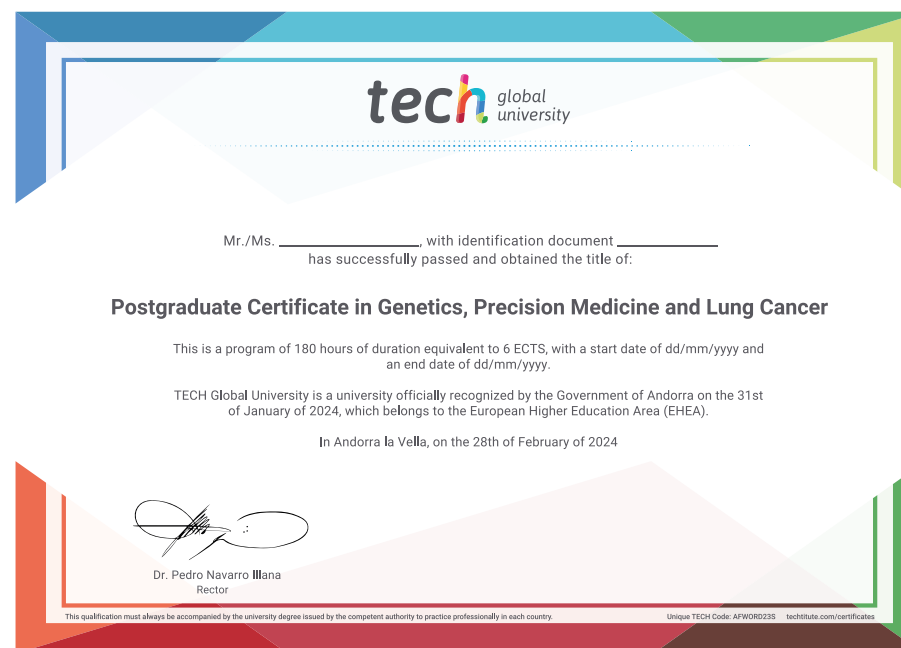 tech global
university
Mr./Ms. ____________, with identification document ____________
has successfully passed and obtained the title of:
Postgraduate Certificate in Genetics, Precision Medicine and Lung Cancer
This is a program of 180 hours of duration equivalent to 6 ECTS, with a start date of dd/mm/yyyy and
an end date of dd/mm/yyyy.
TECH Global University is a university officially recognized by the Government of Andorra on the 31st
of January of 2024, which belongs to the European Higher Education Area (EHEA).
In Andorra la Vella, on the 28th of February of 2024
Dr. Pedro Navarro Illana
Rector
This qualification must always be accompanied by the university degree issued by the competent authority to practice professionally in each country.
Unique TECH Code: AFWORD23S techtitute.com/certificates